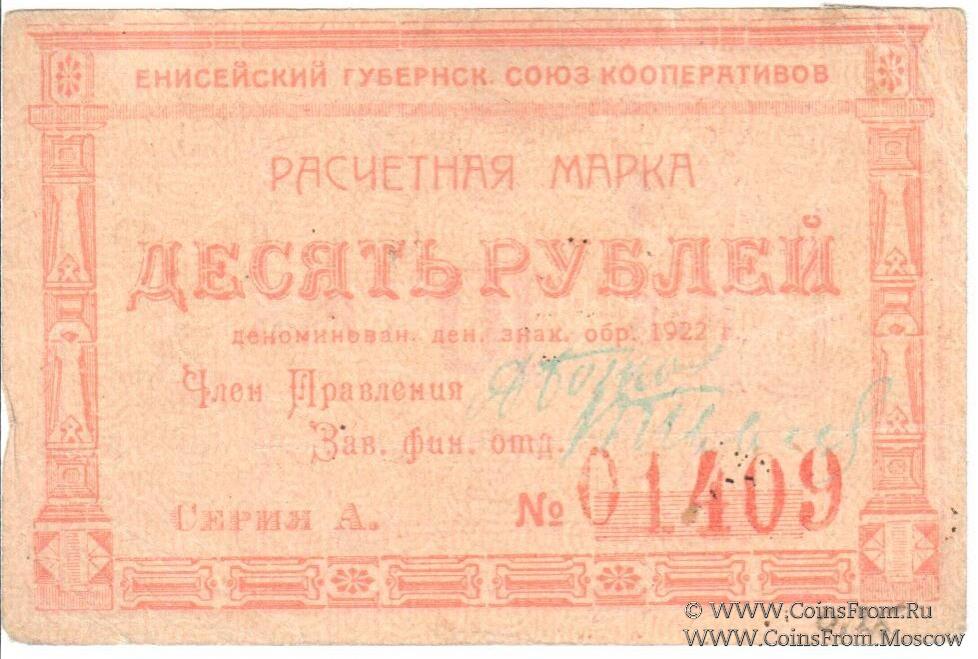 ЕНИСЕЙСКИЙ ГУБЕРНСК. СОЮЗ КООПЕРАТИВОВ
РАСЧЕТНАЯ МАРКА
ДЕСЯТЬ РУБЛЕЙ
деноминован. ден. знак. обр. 1922 г.
Член Правления
Зав. фин. отд.
СЕРИЯ А. № 01409
© WWW.CoinsFrom.Ru
WWW.CoinsFrom.Moscow